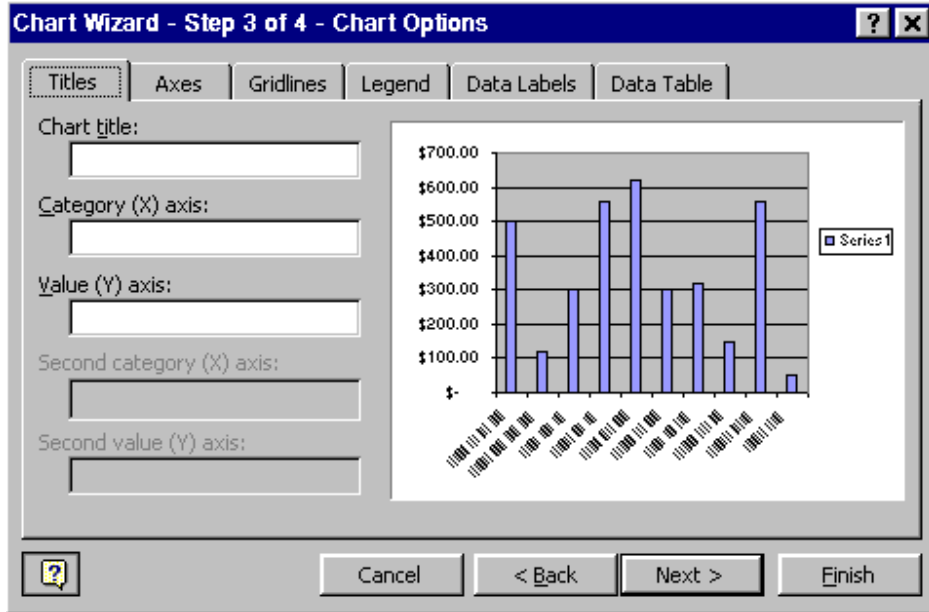 Chart Wizard - Step 3 of 4 - Chart Options
Titles
Axes
Gridlines
Legend
Data Labels
Data Table
Chart title:
Category (X) axis:
Value (Y) axis:
Second category (X) axis:
Second value (Y) axis:
$700.00
$600.00
$500.00
$400.00
$300.00
$200.00
$100.00
$-
Series1
Cancel
< Back
Next >
Finish